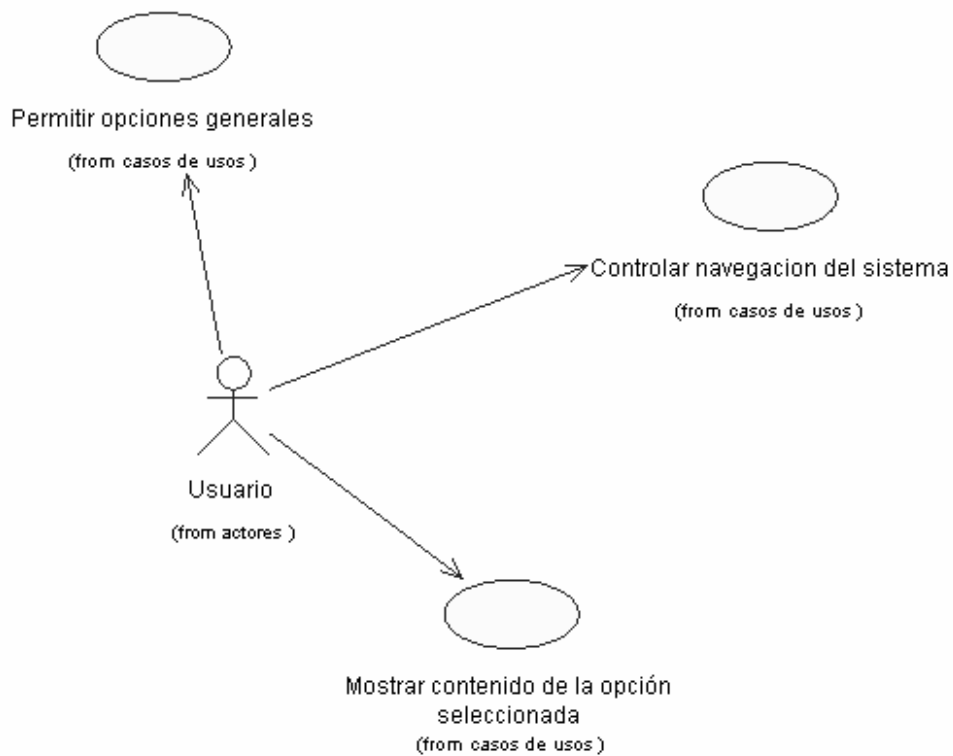 Permitir opciones generales
(from casos de usos )
Controlar navegacion del sistema
(from casos de usos )
Usuario
(from actores )
Mostrar contenido de la opción
seleccionada
(from casos de usos )